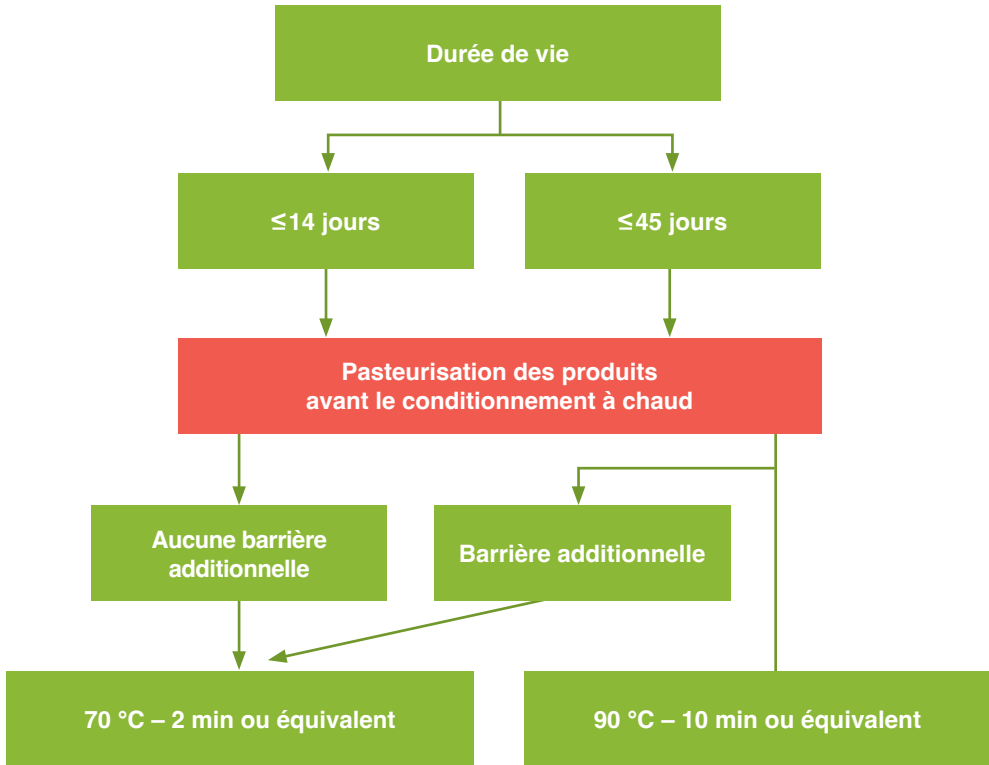 Durée de vie
≤14 jours
≤45 jours
Pasteurisation des produits
avant le conditionnement à chaud
Aucune barrière
additionnelle
Barrière additionnelle
70 °C – 2 min ou équivalent
90 °C – 10 min ou équivalent